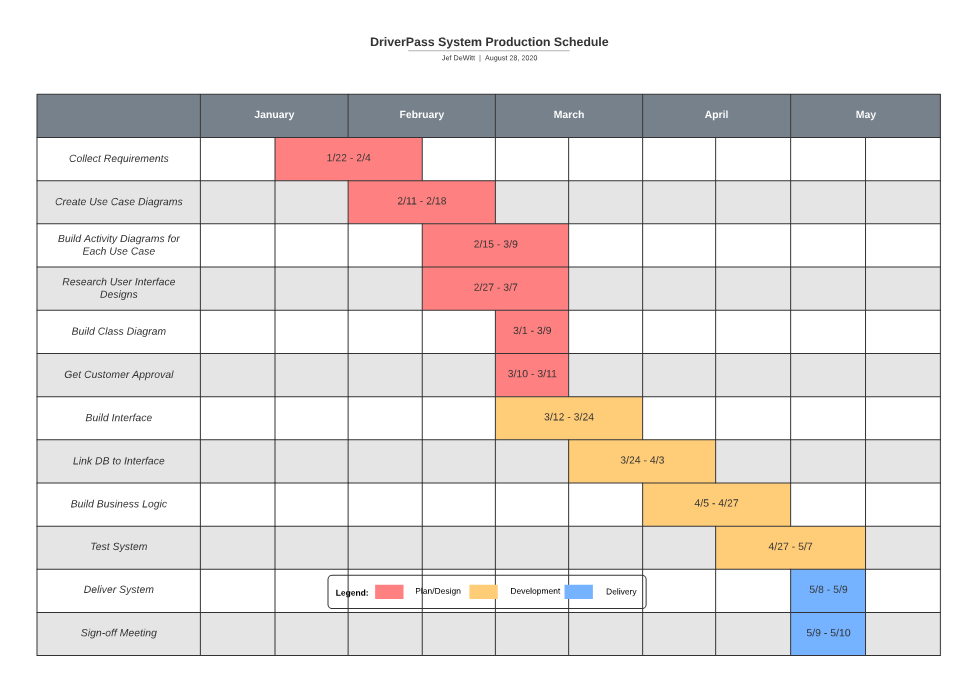 DriverPass System Production Schedule
Jef DeWitt | August 28, 2020
January February March April May
Collect Requirements 1/22 - 2/4
Create Use Case Diagrams 2/11 - 2/18
Build Activity Diagrams for
Each Use Case 2/15 - 3/9
Research User Interface
Designs 2/27 - 3/7
Build Class Diagram 3/1 - 3/9
Get Customer Approval 3/10 - 3/11
Build Interface 3/12 - 3/24
Link DB to Interface 3/24 - 4/3
Build Business Logic 4/5 - 4/27
Test System 4/27 - 5/7
Deliver System 5/8 - 5/9
Legend: Plan/Design Development Delivery
Sign-off Meeting 5/9 - 5/10